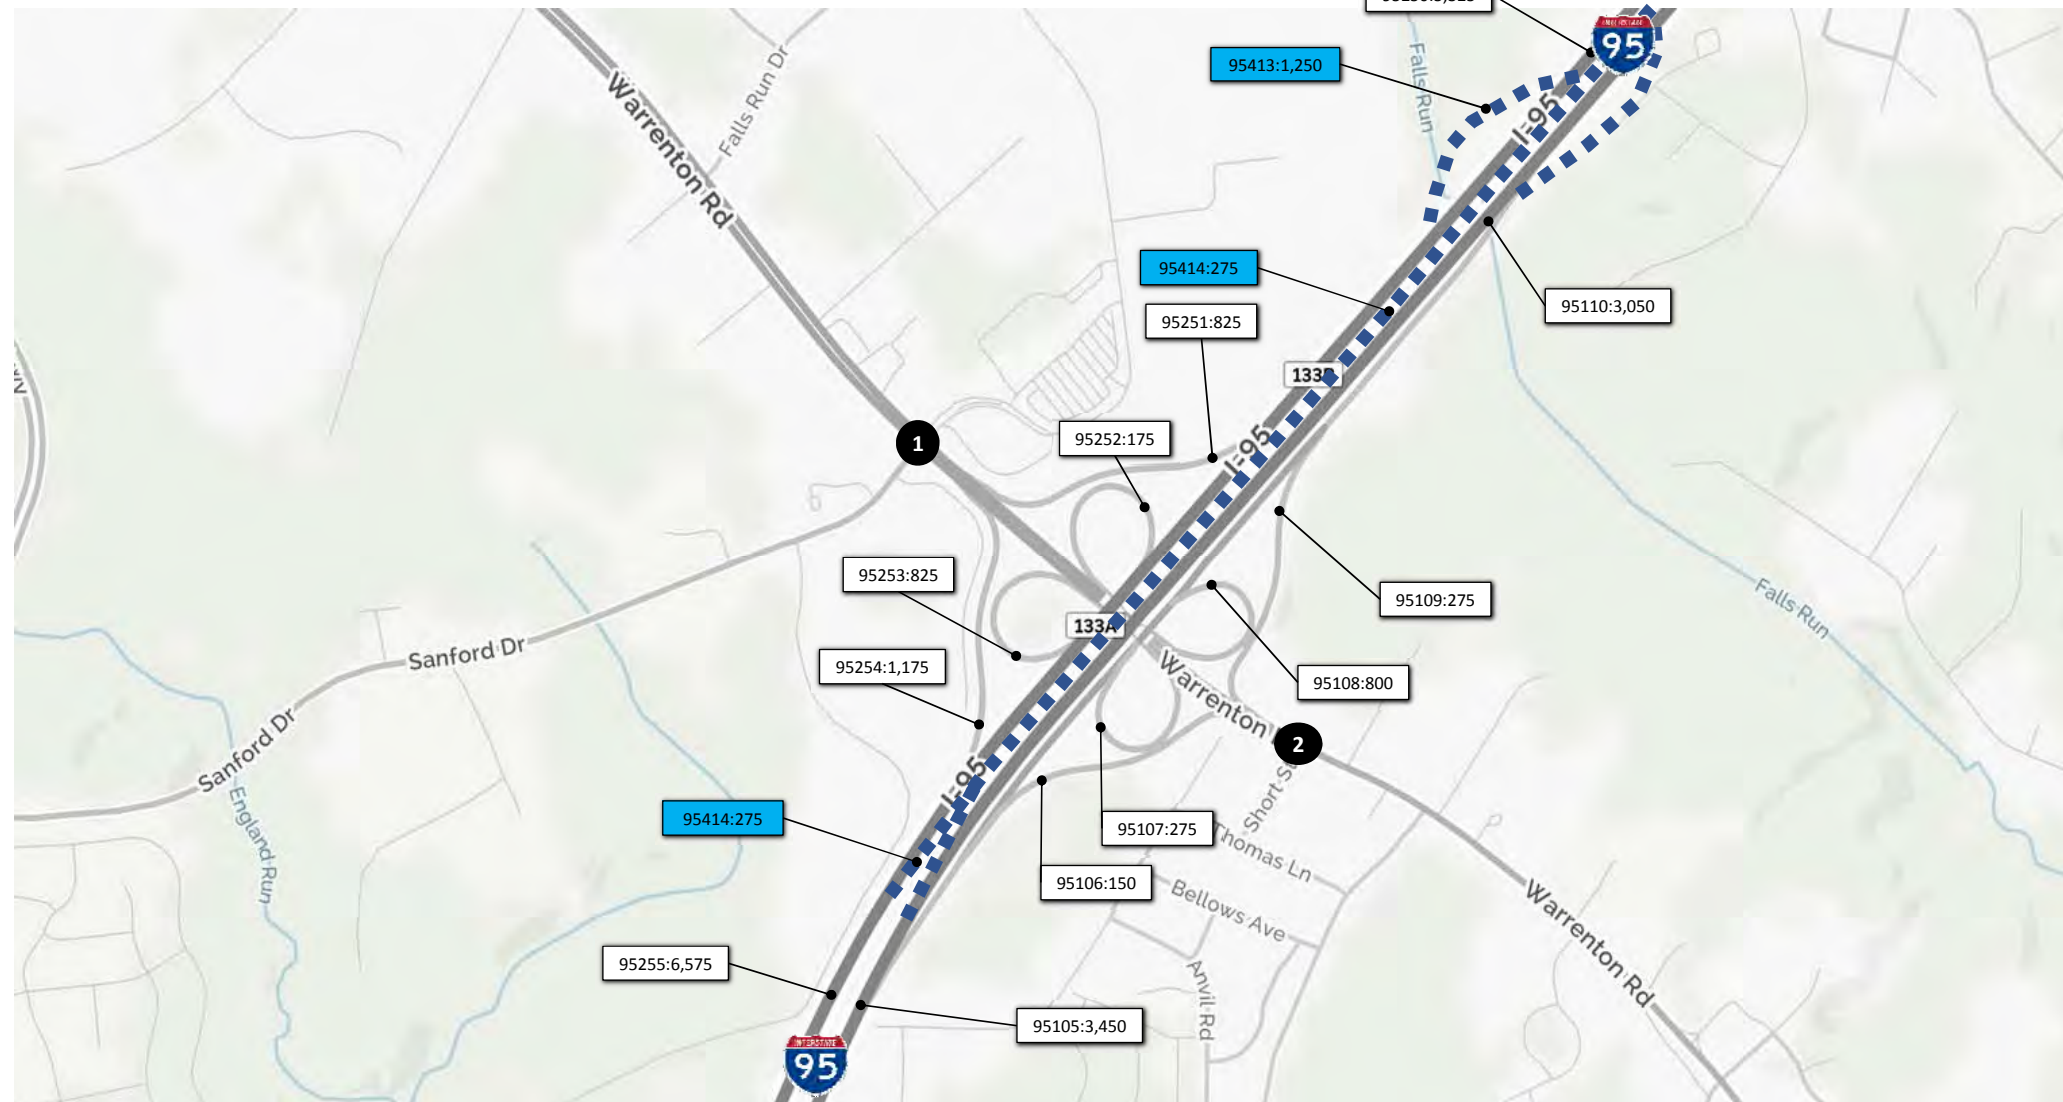 95413:1,250
INTERSTATE
95
Falls Run Dr
Falls Run
Warrenton Rd
I-95
95414:275
95251:825
95110:3,050
I-95
95252:175
1
95253:825
95109:275
133A
Falls Run
Sanford Dr
95254:1,175
Warrenton
95108:800
2
Sanford Dr
I-95
Short St
95414:275
95107:275
Thomas Ln
England Run
95106:150
Bellows Ave
Warrenton Rd
95255:6,575
Anvil Rd
95105:3,450
INTERSTATE
95